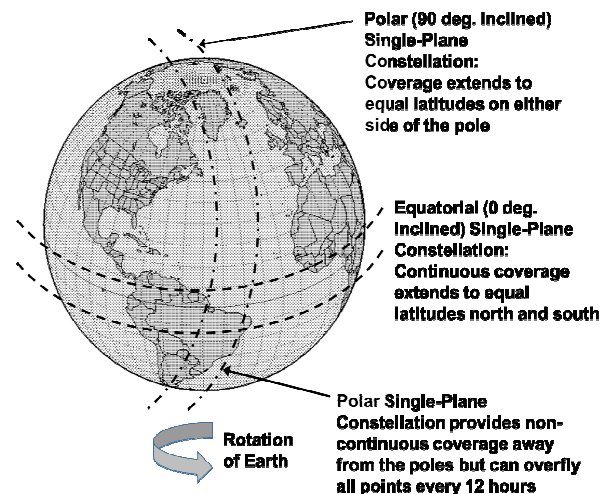 Polar (90 deg. Inclined)
Single-Plane
Constellation:
Coverage extends to
equal latitudes on either
side of the pole
Equatorial (0 deg.
Inclined) Single-Plane
Constellation:
Continuous coverage
extends to equal
latitudes north and south
Polar Single-Plane
Constellation provides non-
continuous coverage away
from the poles but can overfly
all points every 12 hours
Rotation
of Earth